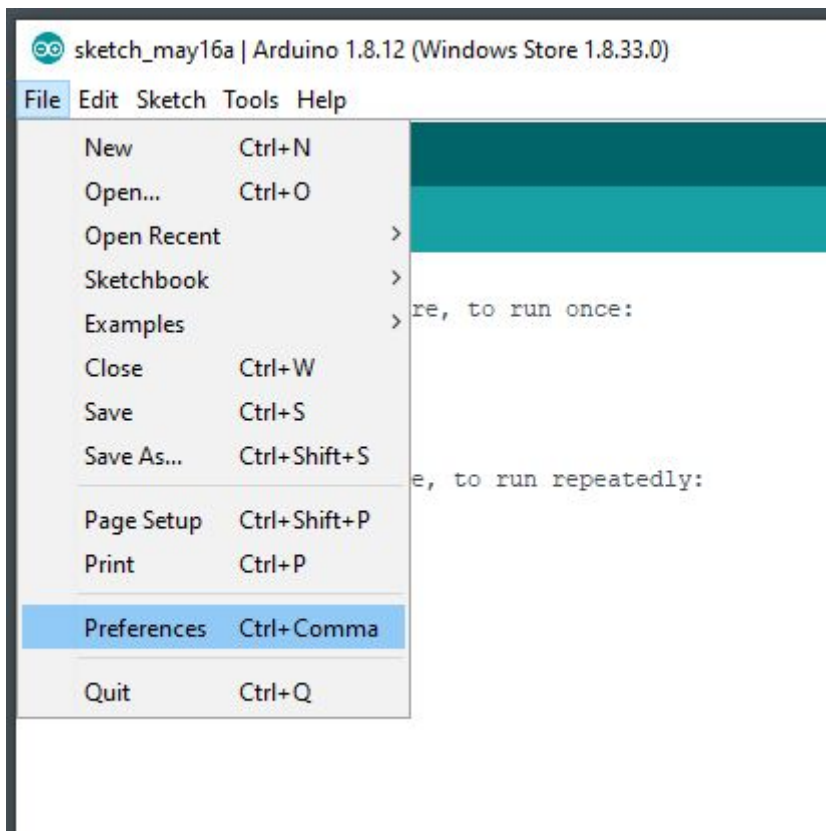 sketch_may16a | Arduino 1.8.12 (Windows Store 1.8.33.0)
File Edit Sketch Tools Help
New Ctrl+N
Open... Ctrl+O
Open Recent
Sketchbook
Examples
re, to run once:
Close Ctrl+W
Save Ctrl+S
Save As... Ctrl+Shift+S
e, to run repeatedly:
Page Setup Ctrl+Shift+P
Print Ctrl+P
Preferences Ctrl+Comma
Quit Ctrl+Q